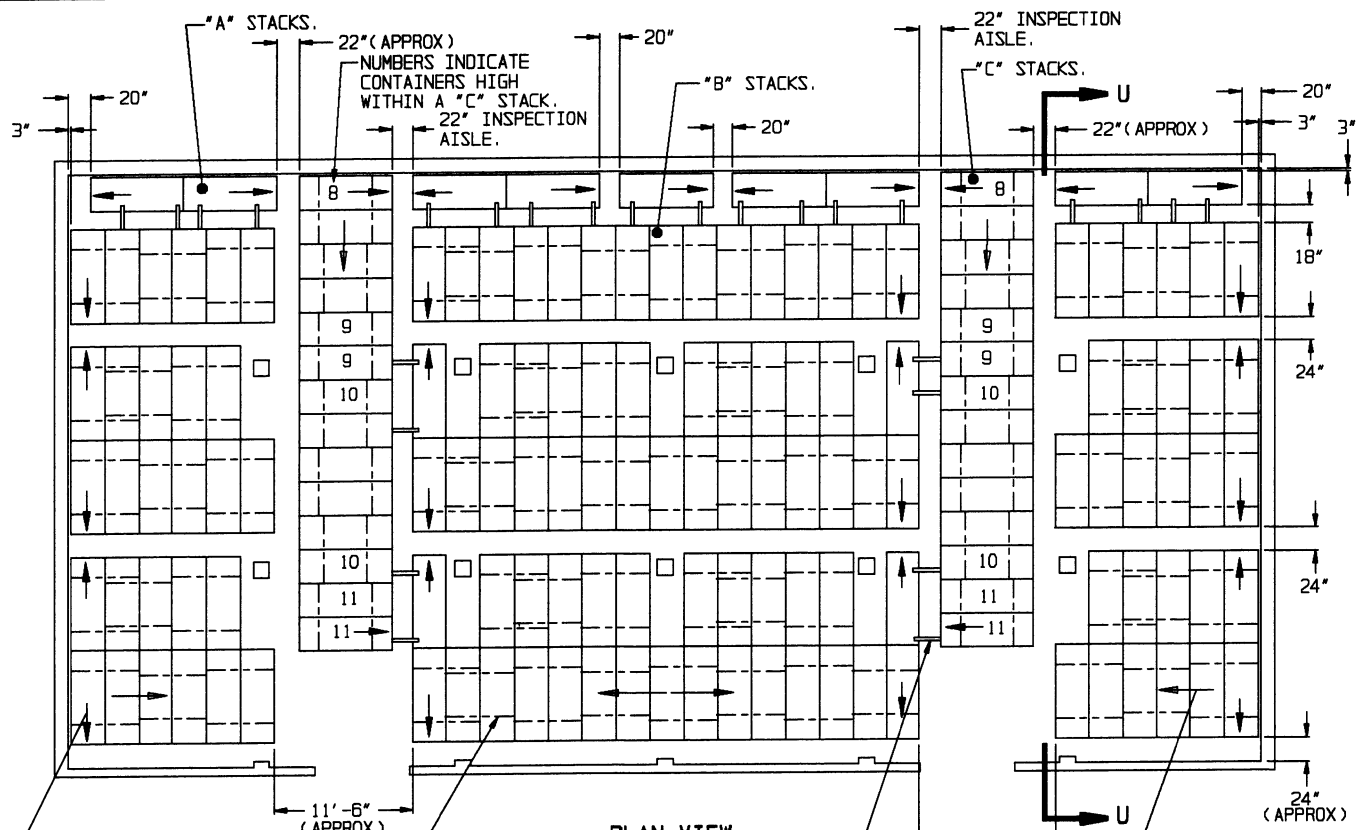 "A" STACKS.
22"(APPROX)
NUMBERS INDICATE
CONTAINERS HIGH
WITHIN A "C" STACK.
22" INSPECTION
AISLE.
20"
3"
20"
"B" STACKS.
20"
22" INSPECTION
AISLE.
"C" STACKS.
U
22"(APPROX)
20"
3"
3"
8
8
18"
9
9
9
9
24"
10
10
10
10
24"
11
11
11
11
11'-6"
(APPROX)
PLAN VIEW
U
24"
(APPROX)